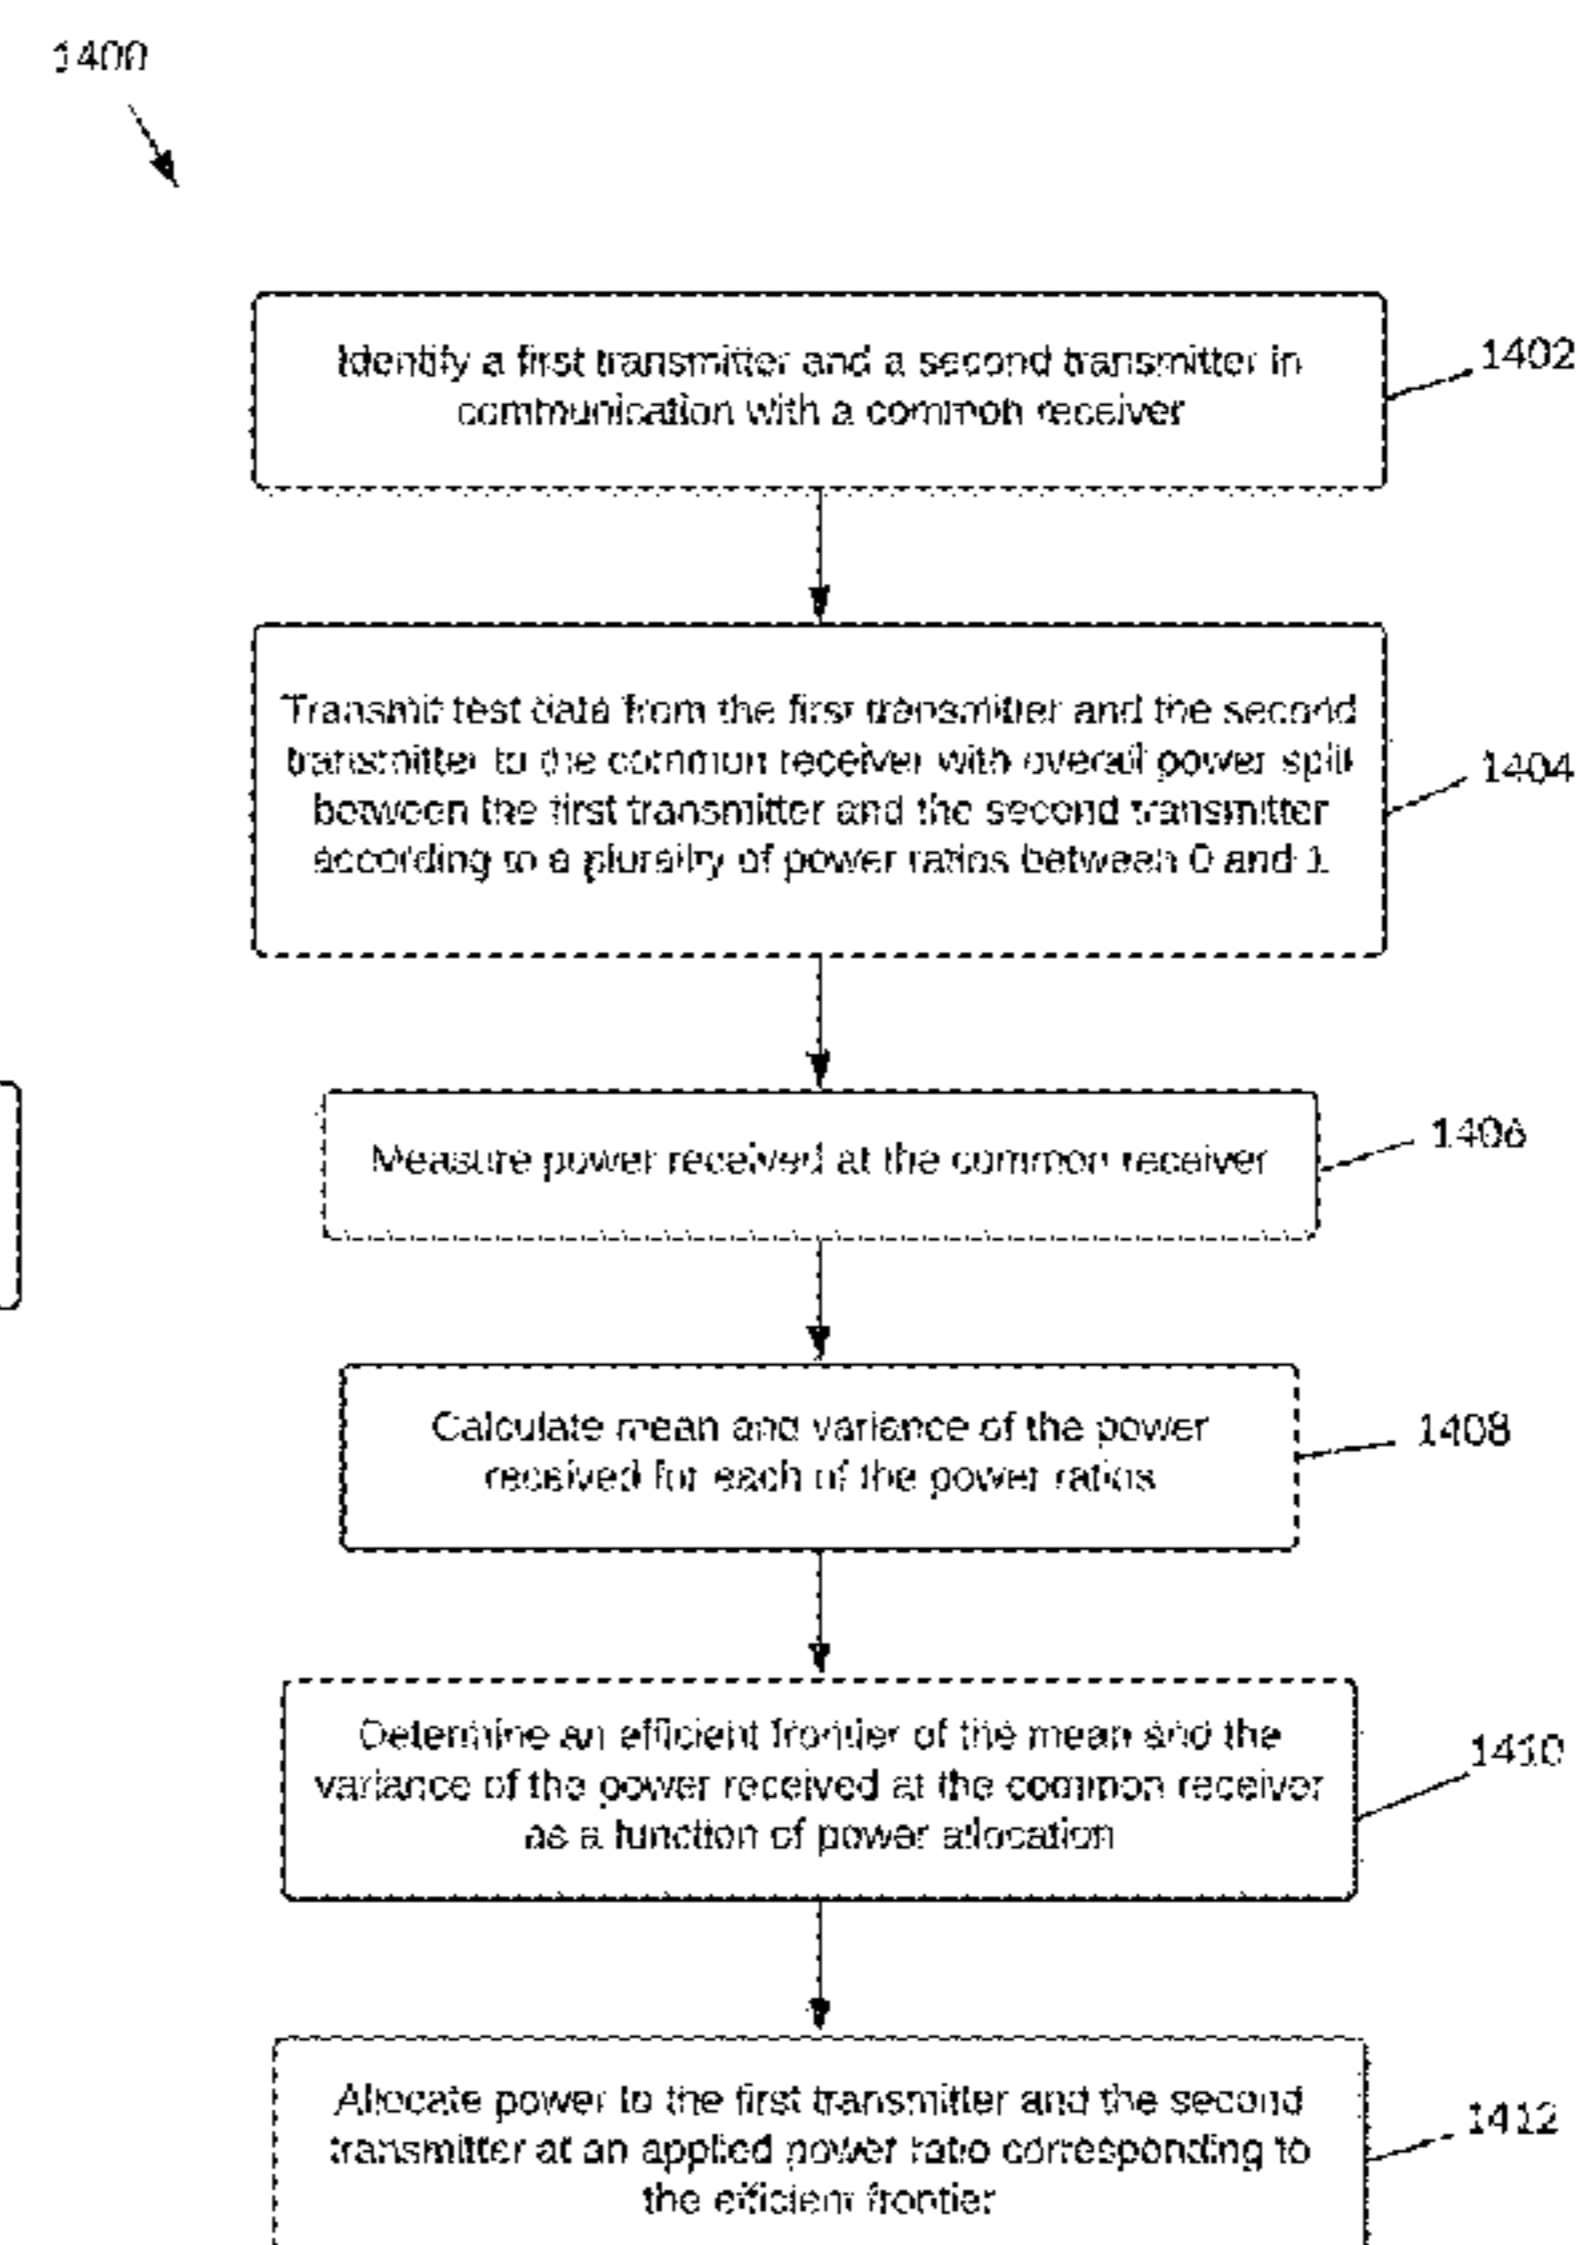 1400
Identify a first transmitter and a second transmitter in
communication with a common receiver
1402
Transmit test data from the first transmitter and the second
transmitter to the common receiver with overall power split
between the first transmitter and the second transmitter
according to a plurality of power ratios between 0 and 1
1404
Measure power received at the common receiver
1406
Calculate mean and variance of the power
received for each of the power ratios
1408
Determine an efficient frontier of the mean and the
variance of the power received at the common receiver
as a function of power allocation
1410
Allocate power to the first transmitter and the second
transmitter at an applied power ratio corresponding to
the efficient frontier
1412